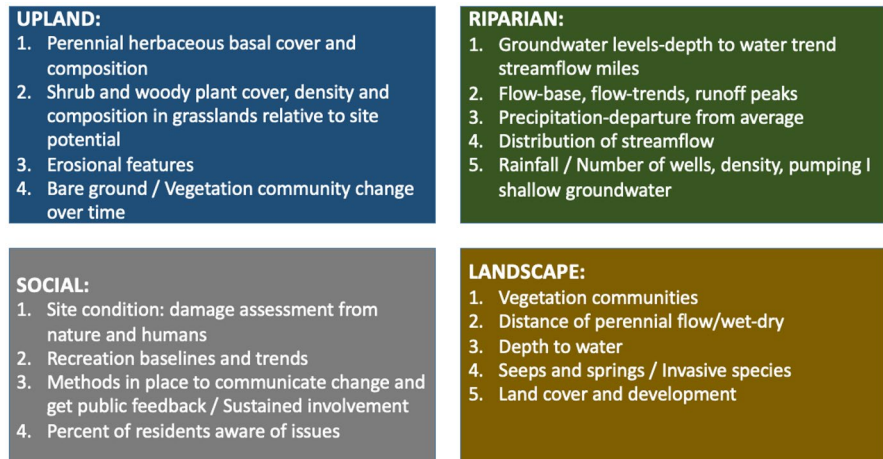 UPLAND:
1. Perennial herbaceous basal cover and
composition
2. Shrub and woody plant cover, density and
composition in grasslands relative to site
potential
3. Erosional features
4. Bare ground / Vegetation community change
over time
RIPARIAN:
1. Groundwater levels-depth to water trend
streamflow miles
2. Flow-base, flow-trends, runoff peaks
3. Precipitation-departure from average
4. Distribution of streamflow
5. Rainfall / Number of wells, density, pumping I
shallow groundwater
SOCIAL:
1. Site condition: damage assessment from
nature and humans
2. Recreation baselines and trends
3. Methods in place to communicate change and
get public feedback / Sustained involvement
4. Percent of residents aware of issues
LANDSCAPE:
1. Vegetation communities
2. Distance of perennial flow/wet-dry
3. Depth to water
4. Seeps and springs / Invasive species
5. Land cover and development